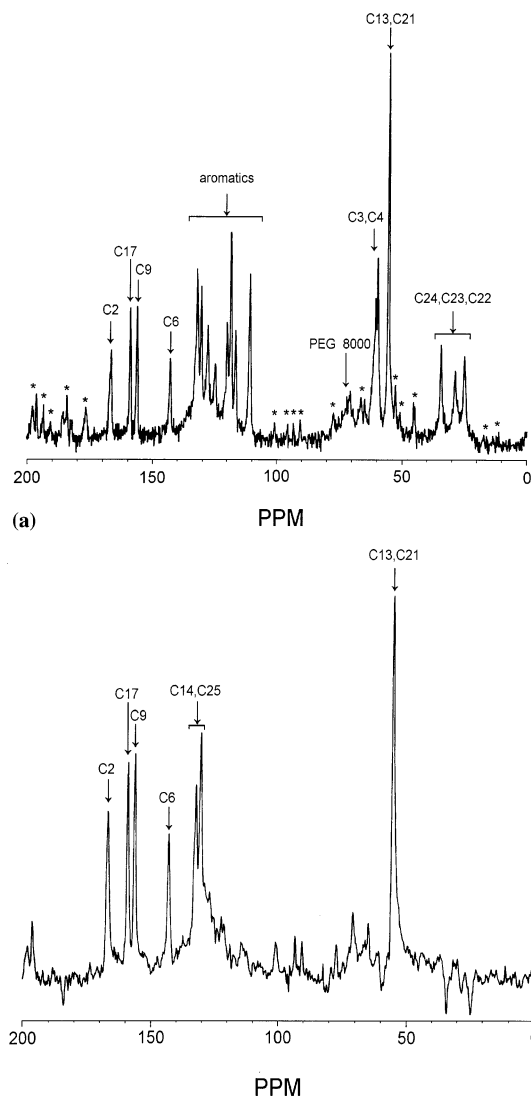 C13,C21
aromatics
C3,C4
C17
C9
C24,C23,C22
C2
C6
PEG 8000
* * * * * * * * * * * * * * * * * * *
200 150 100 50 0
(a) PPM
C13,C21
C17
C14,C25
C9
C2
C6
200 150 100 50
PPM